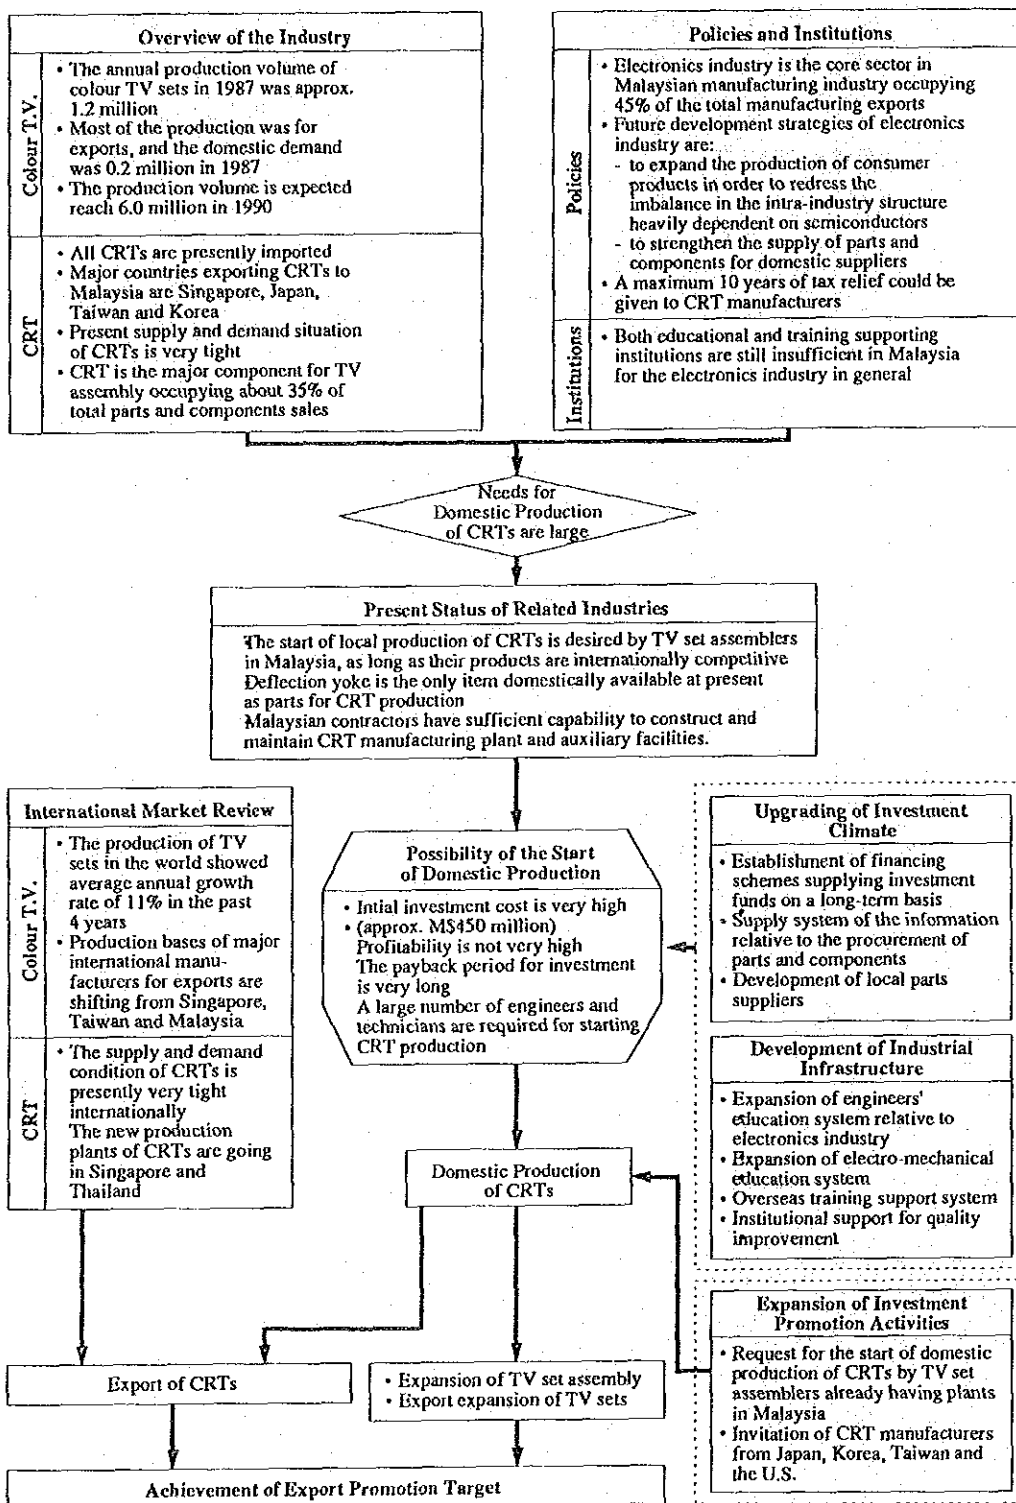 Overview of the Industry
Colour T.V.
• The annual production volume of
colour TV sets in 1987 was approx.
1.2 million
• Most of the production was for
exports, and the domestic demand
was 0.2 million in 1987
• The production volume is expected
reach 6.0 million in 1990
CRT
• All CRTs are presently imported
• Major countries exporting CRTs to
Malaysia are Singapore, Japan,
Taiwan and Korea
• Present supply and demand situation
of CRTs is very tight
• CRT is the major component for TV
assembly occupying about 35% of
total parts and components sales
Policies and Institutions
Policies
• Electronics industry is the core sector in
Malaysian manufacturing industry occupying
45% of the total manufacturing exports
• Future development strategies of electronics
industry are:
- to expand the production of consumer
products in order to redress the
imbalance in the intra-industry structure
heavily dependent on semiconductors
- to strengthen the supply of parts and
components for domestic suppliers
• A maximum 10 years of tax relief could be
given to CRT manufacturers
Institutions
• Both educational and training supporting
institutions are still insufficient in Malaysia
for the electronics industry in general
Needs for
Domestic Production
of CRTs are large
Present Status of Related Industries
The start of local production of CRTs is desired by TV set assemblers
in Malaysia, as long as their products are internationally competitive
Deflection yoke is the only item domestically available at present
as parts for CRT production
Malaysian contractors have sufficient capability to construct and
maintain CRT manufacturing plant and auxiliary facilities.
International Market Review
Colour T.V.
• The production of TV
sets in the world showed
average annual growth
rate of 11% in the past
4 years
• Production bases of major
international manu-
facturers for exports are
shifting from Singapore,
Taiwan and Malaysia
CRT
• The supply and demand
condition of CRTs is
presently very tight
internationally
The new production
plants of CRTs are going
in Singapore and
Thailand
Possibility of the Start
of Domestic Production
• Intial investment cost is very high
• (approx. M$450 million)
Profitability is not very high
The payback period for investment
is very long
A large number of engineers and
technicians are required for starting
CRT production
Upgrading of Investment
Climate
• Establishment of financing
schemes supplying investment
funds on a long-term basis
• Supply system of the information
relative to the procurement of
parts and components
• Development of local parts
suppliers
Development of Industrial
Infrastructure
• Expansion of engineers'
education system relative to
electronics industry
• Expansion of electro-mechanical
education system
• Overseas training support system
• Institutional support for quality
improvement
Domestic Production
of CRTs
Expansion of Investment
Promotion Activities
• Request for the start of domestic
production of CRTs by TV set
assemblers already having plants
in Malaysia
• Invitation of CRT manufacturers
from Japan, Korea, Taiwan and
the U.S.
Export of CRTs
• Expansion of TV set assembly
• Export expansion of TV sets
Achievement of Export Promotion Target